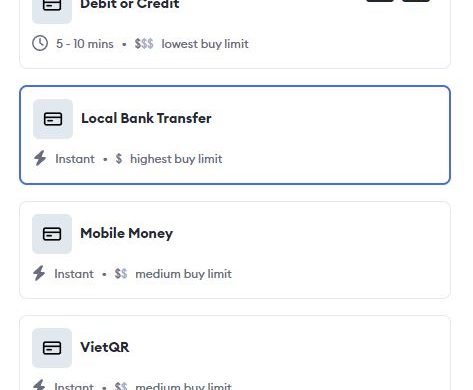 Debit or Credit
5 - 10 mins • $$$ lowest buy limit
Local Bank Transfer
Instant • $ highest buy limit
Mobile Money
Instant • $$ medium buy limit
VietQR
Instant • $$ medium buy limit